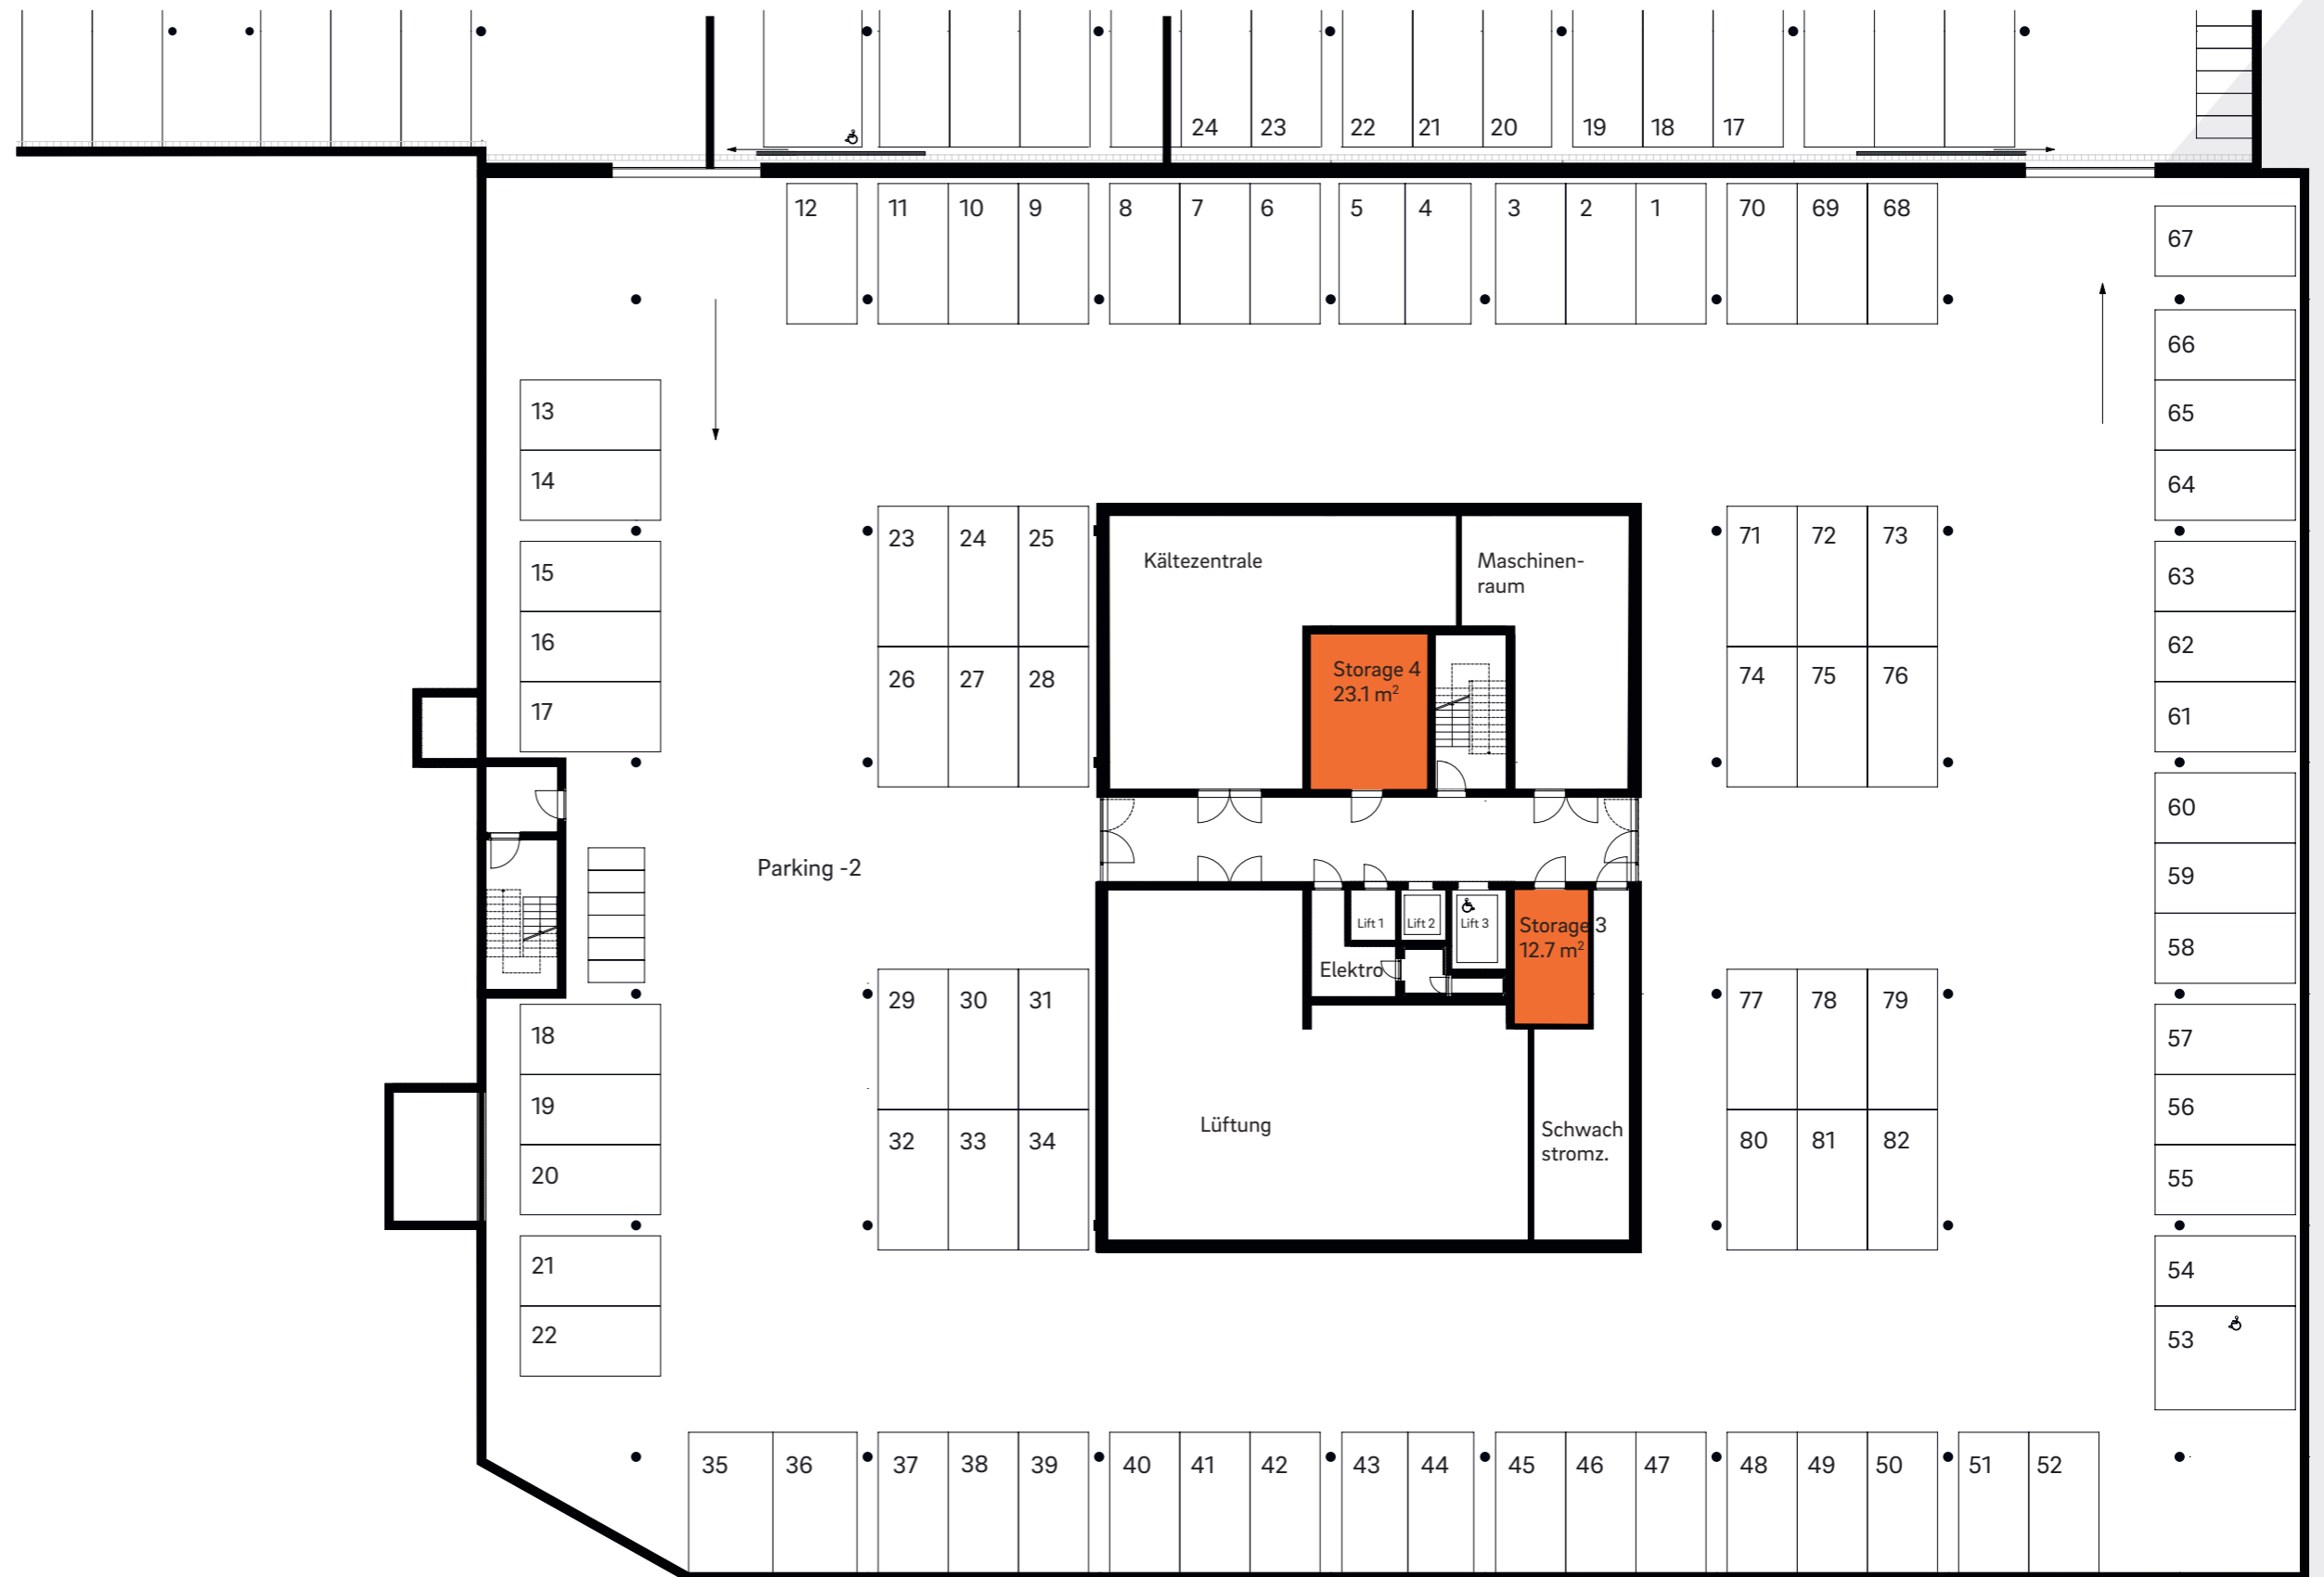 24 23 22 21 20 19 18 17
12 11 10 9 8 7 6 5 4 3 2 1 70 69 68
67
66
13 65
14 64
23 24 25 71 72 73
Kältezentrale
Maschinen-
raum
15 63
16 62
26 27 28 74 75 76
Storage 4
23.1 m²
17 61
60
Parking -2
59
Lift 1 Lift 2 Lift 3
Storage 3
12.7 m²
58
Elektro
29 30 31 77 78 79
18 57
19 56
Lüftung
Schwach
stromz.
32 33 34 80 81 82
20 55
21 54
22 53
35 36 37 38 39 40 41 42 43 44 45 46 47 48 49 50 51 52